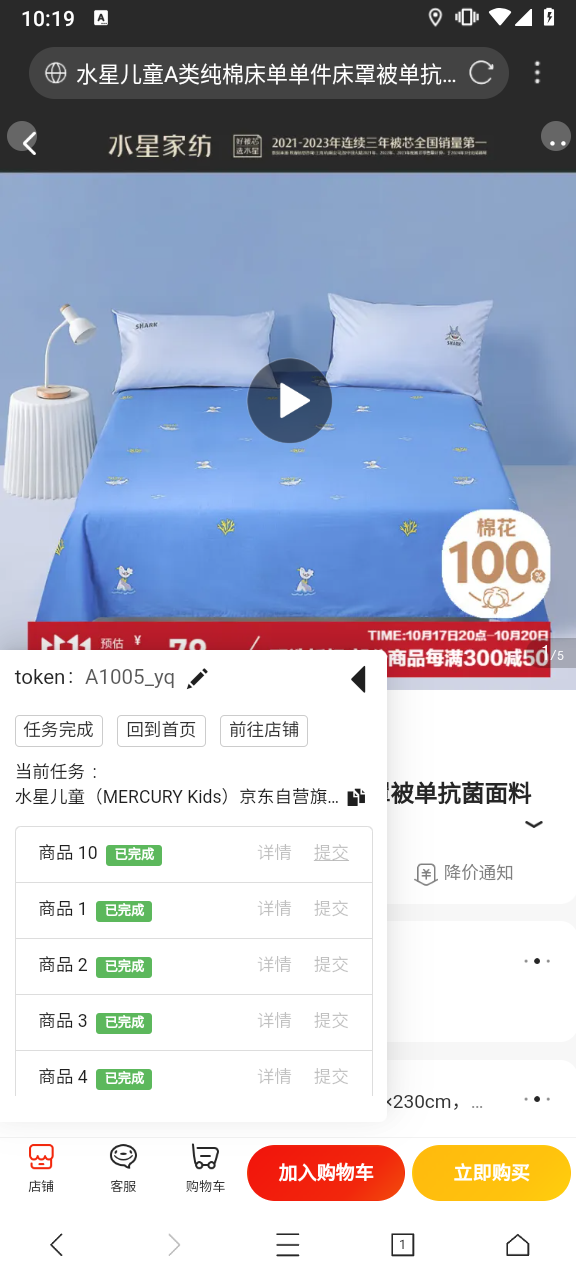 10:19
水星儿童A类纯棉床单单件床罩被单抗...
水星家纺 好被芯 选水星 2021-2023年连续三年被芯全国销量第一
SHARK
SHARK
棉花
100%
TIME:10月17日20点-10月20日
预估 ¥
商品每满300减50
1/5
token: A1005_yq
任务完成 回到首页 前往店铺
当前任务：
水星儿童（MERCURY Kids）京东自营旗...
被单抗菌面料
降价通知
商品 10 已完成 详情 提交
商品 1 已完成 详情 提交
商品 2 已完成 详情 提交
商品 3 已完成 详情 提交
商品 4 已完成 详情 提交
×230cm，...
店铺 客服 购物车 加入购物车 立即购买
1